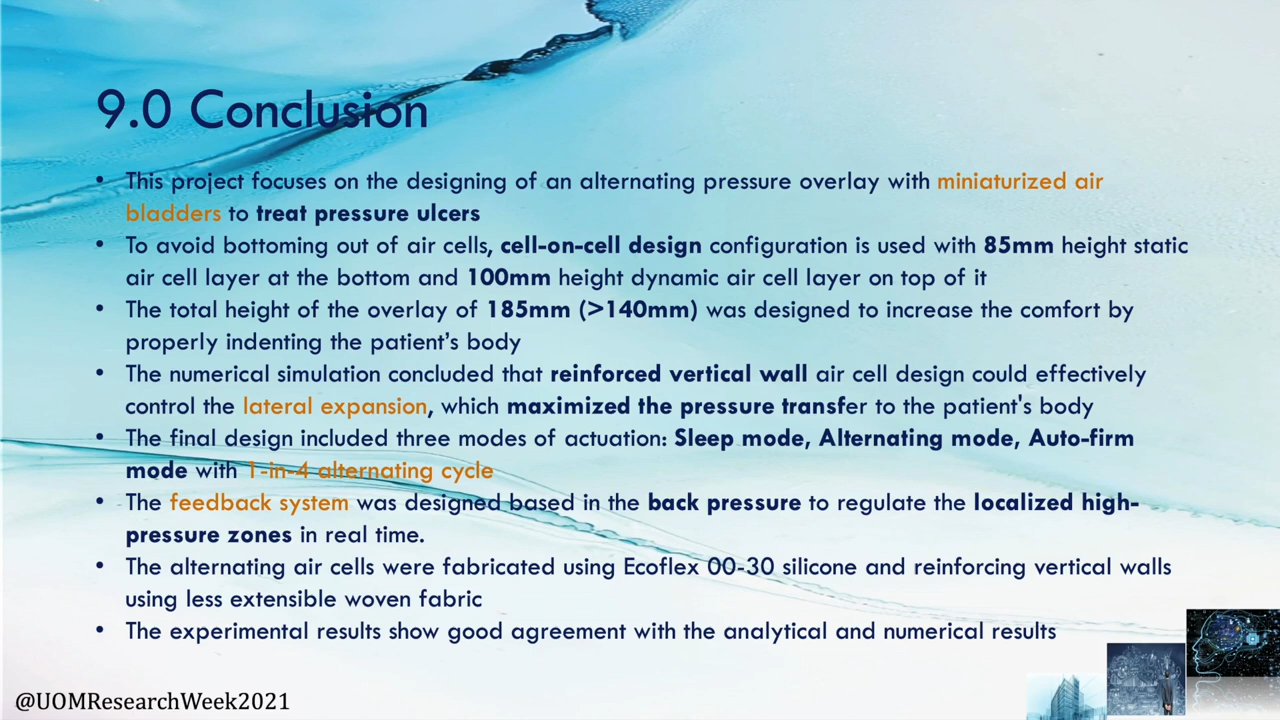 9.0 Conclusion
• This project focuses on the designing of an alternating pressure overlay with miniaturized air
bladders to treat pressure ulcers
• To avoid bottoming out of air cells, cell-on-cell design configuration is used with 85mm height static
air cell layer at the bottom and 100mm height dynamic air cell layer on top of it
• The total height of the overlay of 185mm (>140mm) was designed to increase the comfort by
properly indenting the patient’s body
• The numerical simulation concluded that reinforced vertical wall air cell design could effectively
control the lateral expansion, which maximized the pressure transfer to the patient's body
• The final design included three modes of actuation: Sleep mode, Alternating mode, Auto-firm
mode with 1-in-4 alternating cycle
• The feedback system was designed based in the back pressure to regulate the localized high-
pressure zones in real time.
• The alternating air cells were fabricated using Ecoflex 00-30 silicone and reinforcing vertical walls
using less extensible woven fabric
• The experimental results show good agreement with the analytical and numerical results
@UOMResearchWeek2021